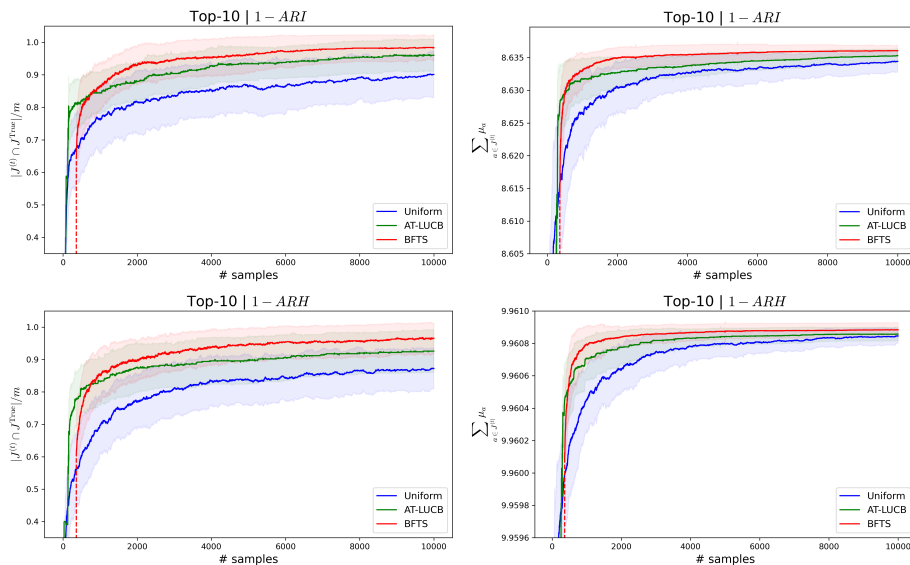 Top-10 | 1 − ARI
|J^(t) ∩ J^True|/m
1.0
0.9
0.8
0.7
0.6
0.5
0.4
0
2000
4000
6000
8000
10000
# samples
Uniform
AT-LUCB
BFTS
Top-10 | 1 − ARI
∑ μ_a
a ∈ J^(t)
8.635
8.630
8.625
8.620
8.615
8.610
8.605
0
2000
4000
6000
8000
10000
# samples
Uniform
AT-LUCB
BFTS
Top-10 | 1 − ARH
|J^(t) ∩ J^True|/m
1.0
0.9
0.8
0.7
0.6
0.5
0.4
0
2000
4000
6000
8000
10000
# samples
Uniform
AT-LUCB
BFTS
Top-10 | 1 − ARH
∑ μ_a
a ∈ J^(t)
9.9610
9.9608
9.9606
9.9604
9.9602
9.9600
9.9598
9.9596
0
2000
4000
6000
8000
10000
# samples
Uniform
AT-LUCB
BFTS